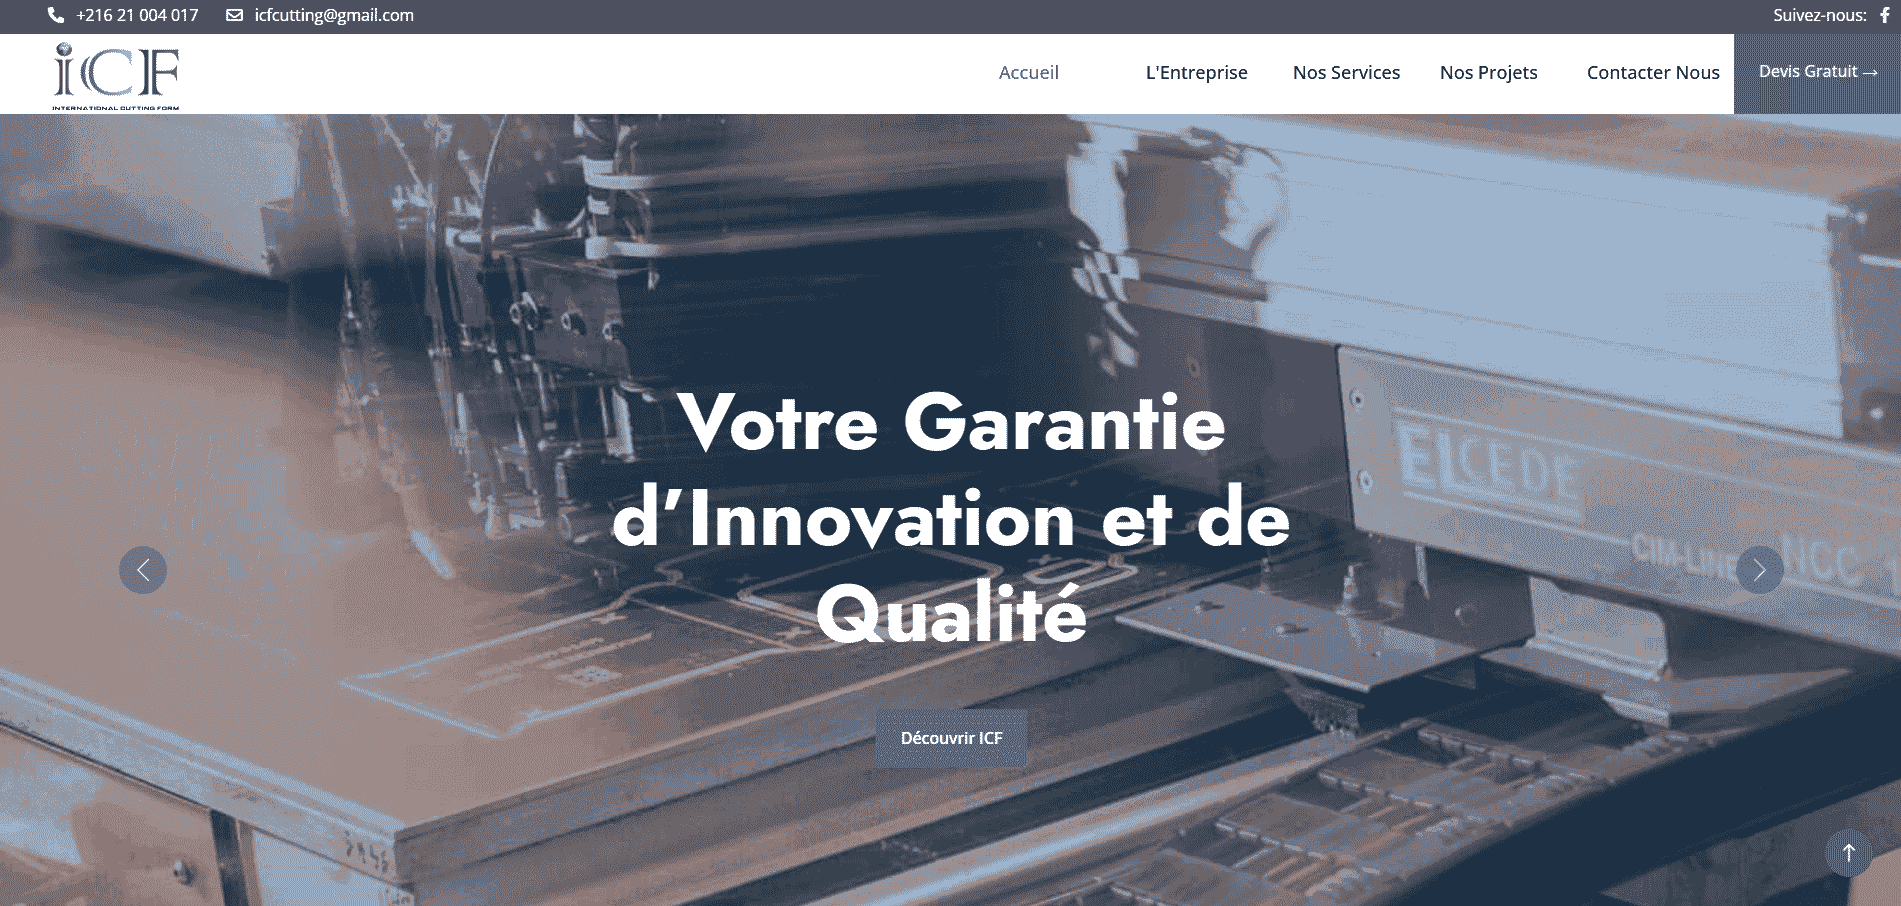 +216 21 004 017 icfcutting@gmail.com Suivez-nous:
iCF
INTERNATIONAL CUTTING FORM
Accueil L'Entreprise Nos Services Nos Projets Contacter Nous Devis Gratuit →
Votre Garantie
d’Innovation et de
Qualité
ELCEDE
CIM-LINE NCC
Découvrir ICF